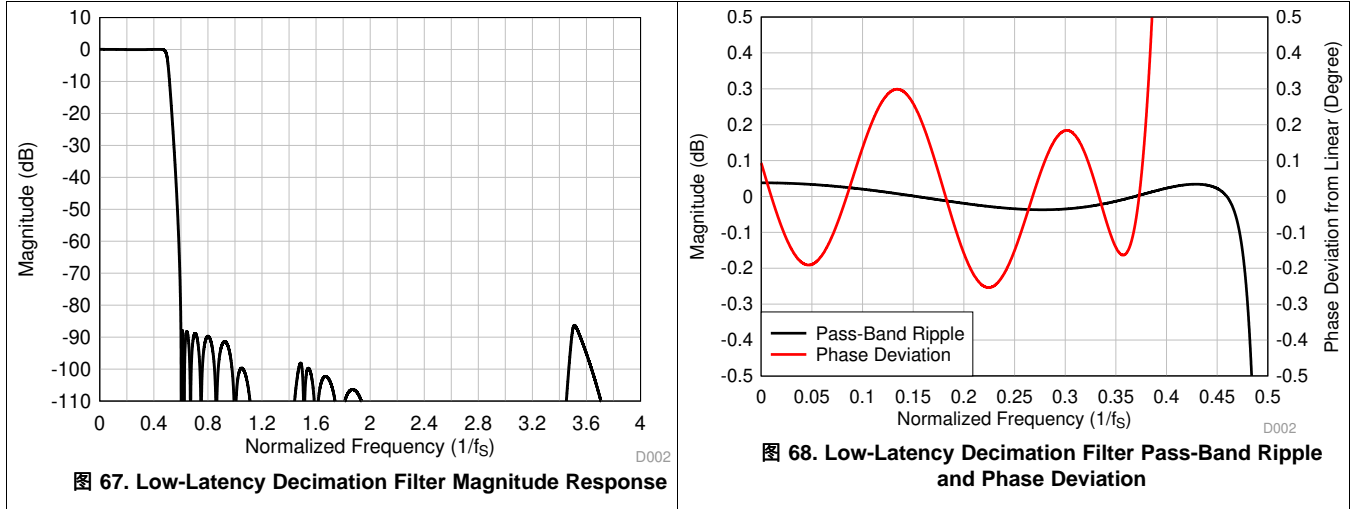 10
0
-10
-20
-30
-40
-50
-60
-70
-80
-90
-100
-110
Magnitude (dB)
0 0.4 0.8 1.2 1.6 2 2.4 2.8 3.2 3.6 4
Normalized Frequency (1/fS)
D002
图 67. Low-Latency Decimation Filter Magnitude Response
0.5
0.4
0.3
0.2
0.1
0
-0.1
-0.2
-0.3
-0.4
-0.5
Magnitude (dB)
Pass-Band Ripple
Phase Deviation
0.5
0.4
0.3
0.2
0.1
0
-0.1
-0.2
-0.3
-0.4
-0.5
Phase Deviation from Linear (Degree)
0 0.05 0.1 0.15 0.2 0.25 0.3 0.35 0.4 0.45 0.5
Normalized Frequency (1/fS)
D002
图 68. Low-Latency Decimation Filter Pass-Band Ripple
and Phase Deviation